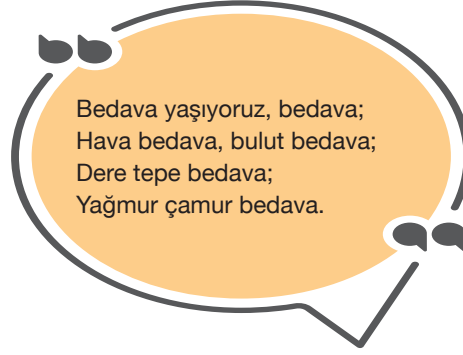 Bedava yaşıyoruz, bedava;
Hava bedava, bulut bedava;
Dere tepe bedava;
Yağmur çamur bedava.